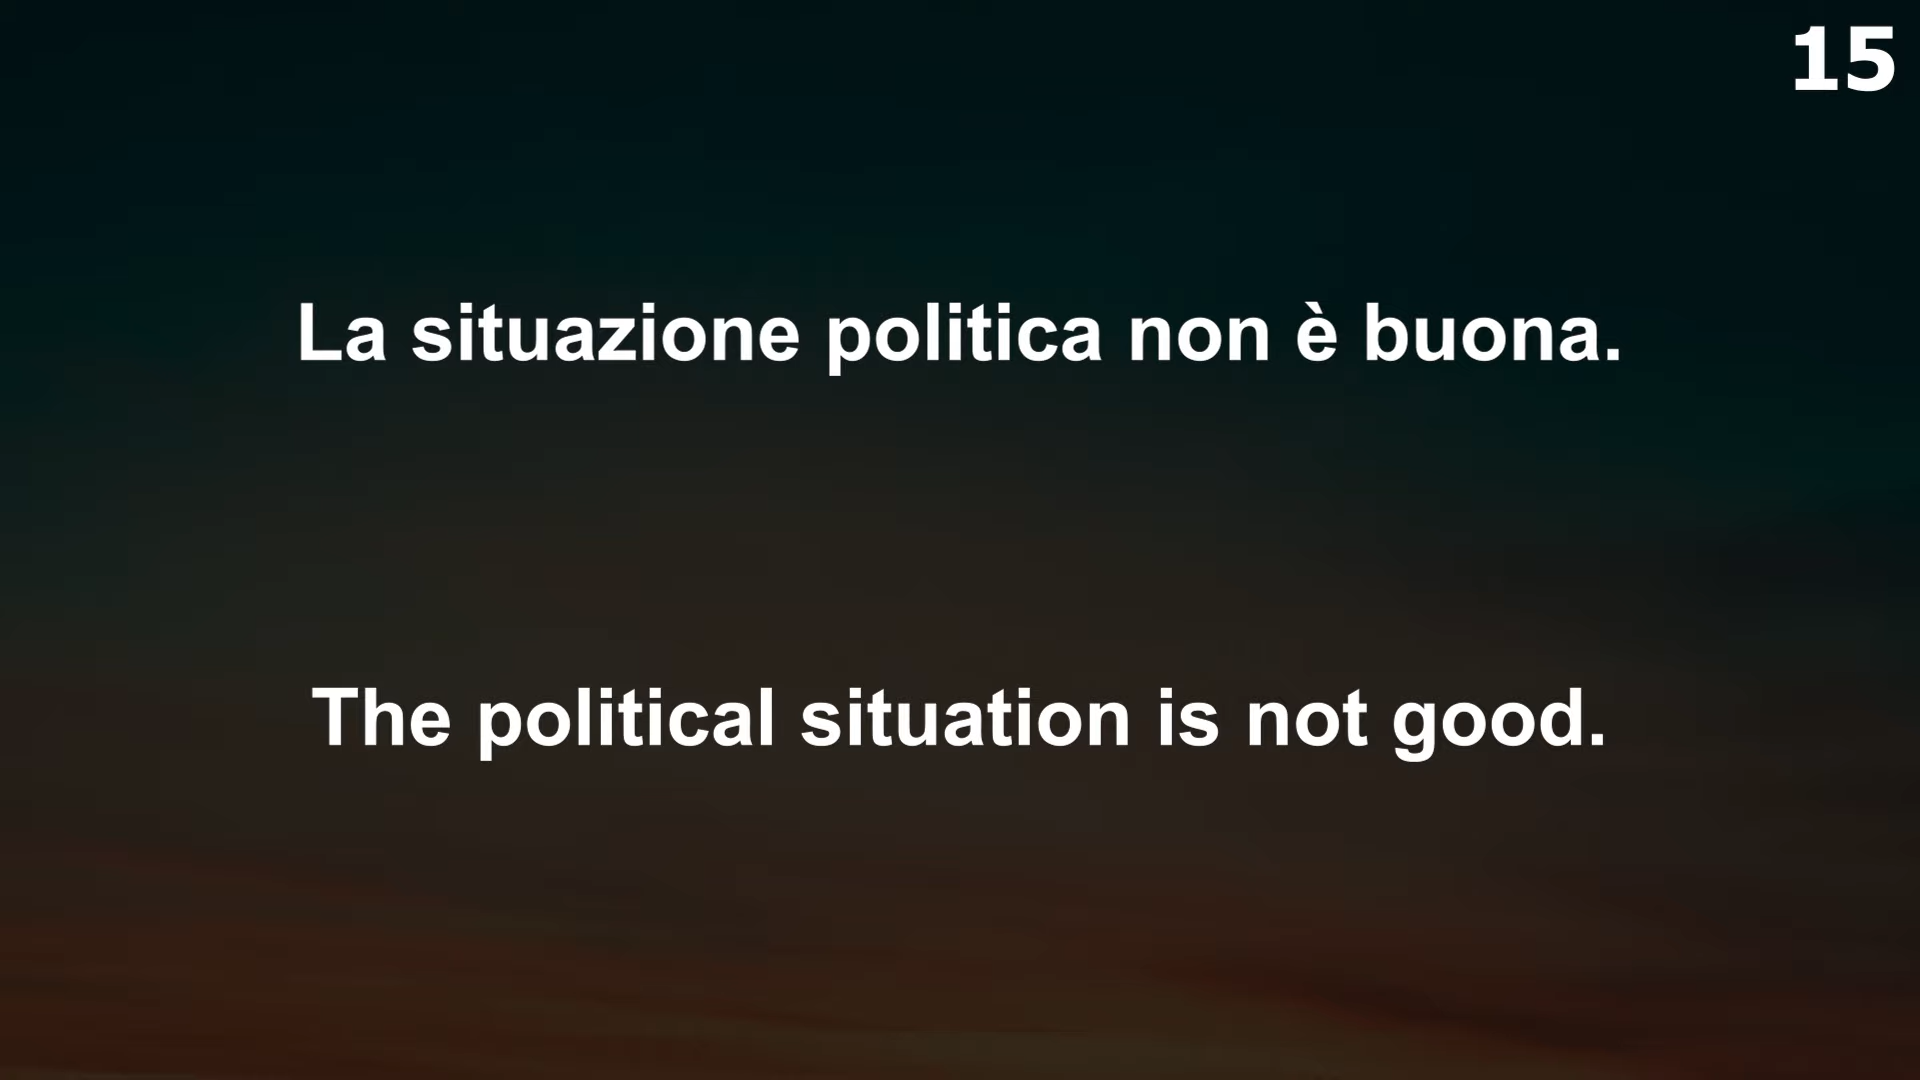 15
La situazione politica non è buona.
The political situation is not good.